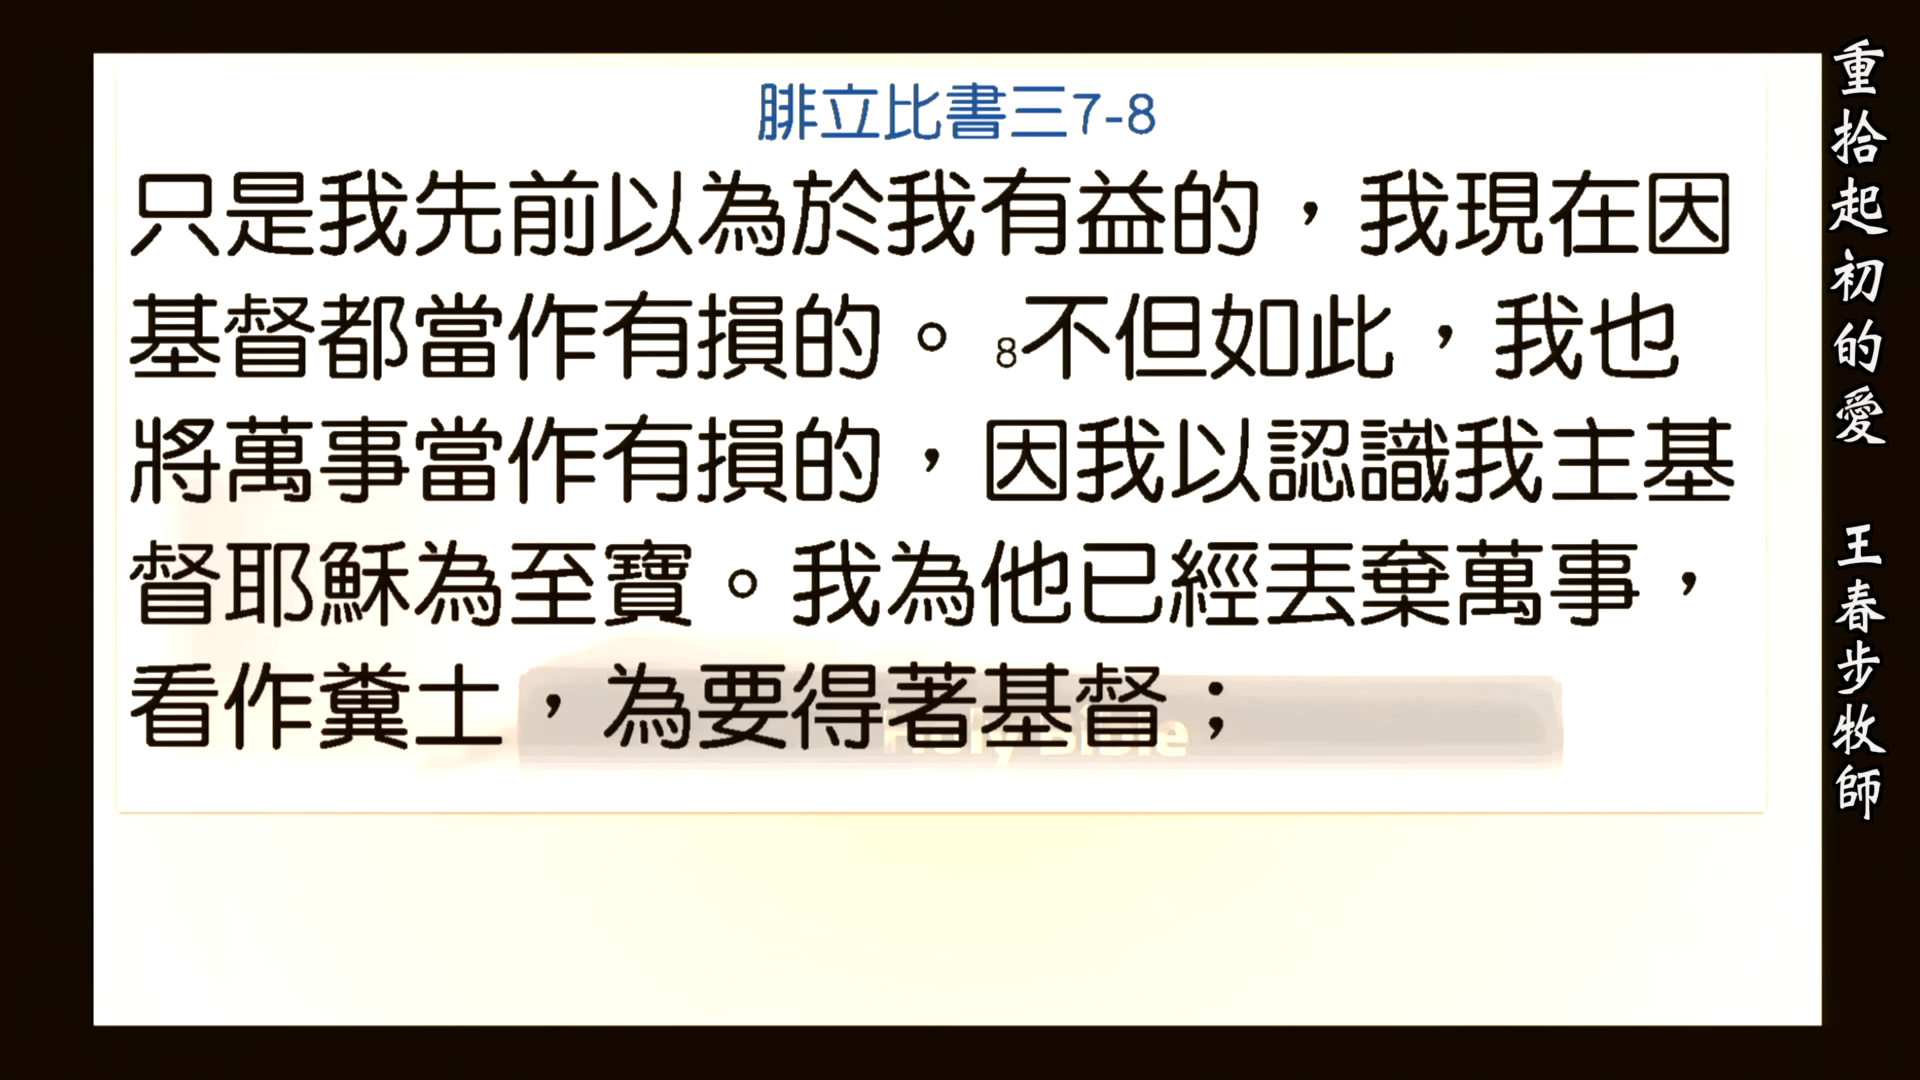 腓立比書三7-8
只是我先前以為於我有益的，我現在因
基督都當作有損的。 8不但如此，我也
將萬事當作有損的，因我以認識我主基
督耶穌為至寶。我為他已經丟棄萬事，
看作糞土，為要得著基督；
Holy Bible
重拾起初的愛 王春步牧師